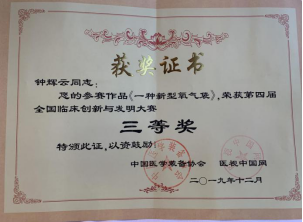 获奖证书
钟辉云同志:
您的参赛作品《一种新型氧气装》,荣获第四届
全国临床创新与发明大赛
三等奖
特颁此证,以资鼓励!
中国医学装备协会 医板中国网
二〇一九年十二月